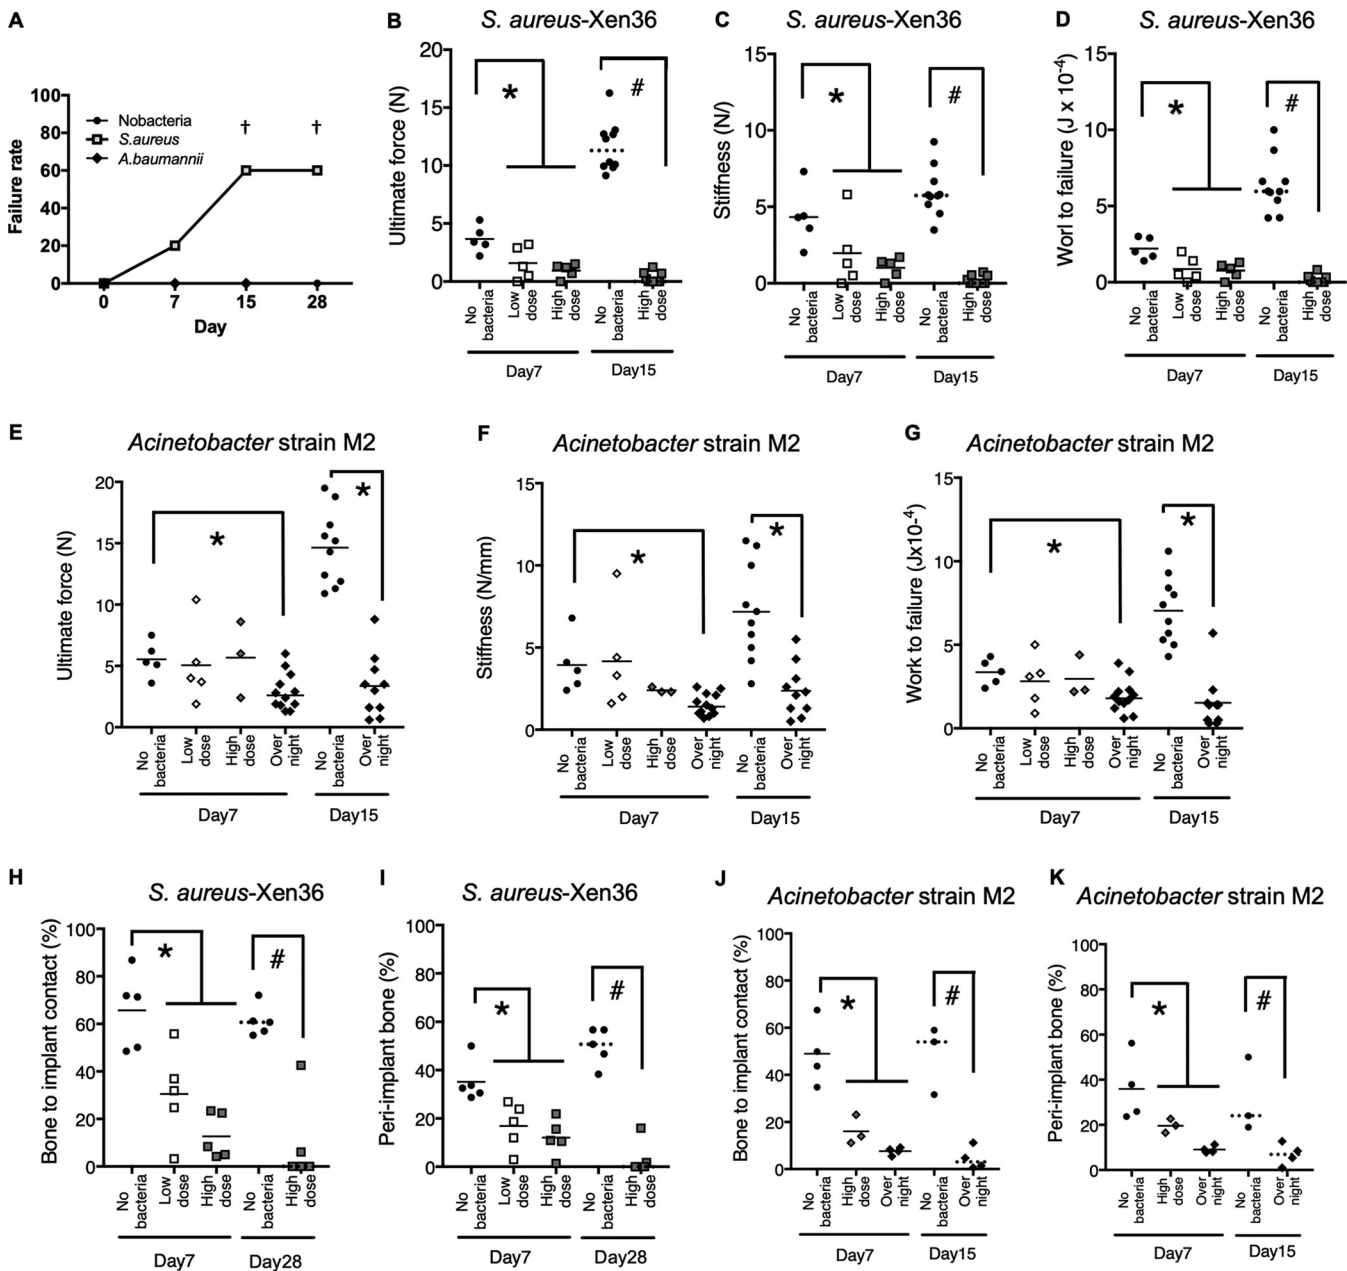 A
Failure rate
100
80
60
40
20
0
Nobacteria
S.aureus
A.baumannii
† †
0 7 15 28
Day
B
S. aureus-Xen36
Ultimate force (N)
20
15
10
5
0
* #
No bacteria Low dose High dose No bacteria High dose
Day7 Day15
C
S. aureus-Xen36
Stiffness (N/)
15
10
5
0
* #
No bacteria Low dose High dose No bacteria High dose
Day7 Day15
D
S. aureus-Xen36
Worl to failure (J x 10-4)
15
10
5
0
* #
No bacteria Low dose High dose No bacteria High dose
Day7 Day15
E
Acinetobacter strain M2
Ultimate force (N)
20
15
10
5
0
* *
No bacteria Low dose High dose Over night No bacteria Over night
Day7 Day15
F
Acinetobacter strain M2
Stiffness (N/mm)
15
10
5
0
* *
No bacteria Low dose High dose Over night No bacteria Over night
Day7 Day15
G
Acinetobacter strain M2
Work to failure (Jx10-4)
15
10
5
0
* *
No bacteria Low dose High dose Over night No bacteria Over night
Day7 Day15
H
S. aureus-Xen36
Bone to implant contact (%)
100
80
60
40
20
0
* #
No bacteria Low dose High dose No bacteria High dose
Day7 Day28
I
S. aureus-Xen36
Peri-implant bone (%)
100
80
60
40
20
0
* #
No bacteria Low dose High dose No bacteria High dose
Day7 Day28
J
Acinetobacter strain M2
Bone to implant contact (%)
100
80
60
40
20
0
* #
No bacteria High dose Over night No bacteria Over night
Day7 Day15
K
Acinetobacter strain M2
Peri-implant bone (%)
100
80
60
40
20
0
* #
No bacteria High dose Over night No bacteria Over night
Day7 Day15